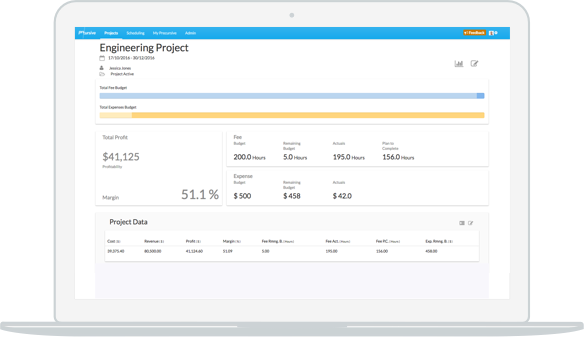 Projects Scheduling My Presentive Admin Feedback
Engineering Project
17/10/2016 - 30/12/2016
Jessica Jones
Project Active
Total Fee Budget
Total Expenses Budget
Total Profit
$41,125
Profitability
Margin 51.1 %
Fee
Budget Remaining Budget Actuals Plan to Complete
200.0 Hours 5.0 Hours 195.0 Hours 156.0 Hours
Expense
Budget Remaining Budget Actuals
$ 500 $ 458 $ 42.0
Project Data
Cost ($) Revenue ($) Profit ($) Margin (%) Fee Rmng. B. (Hours) Fee Act. (Hours) Fee P.C. (Hours) Exp. Rmng. B. ($)
39,375.40 80,500.00 41,124.60 51.09 5.00 195.00 156.00 458.00